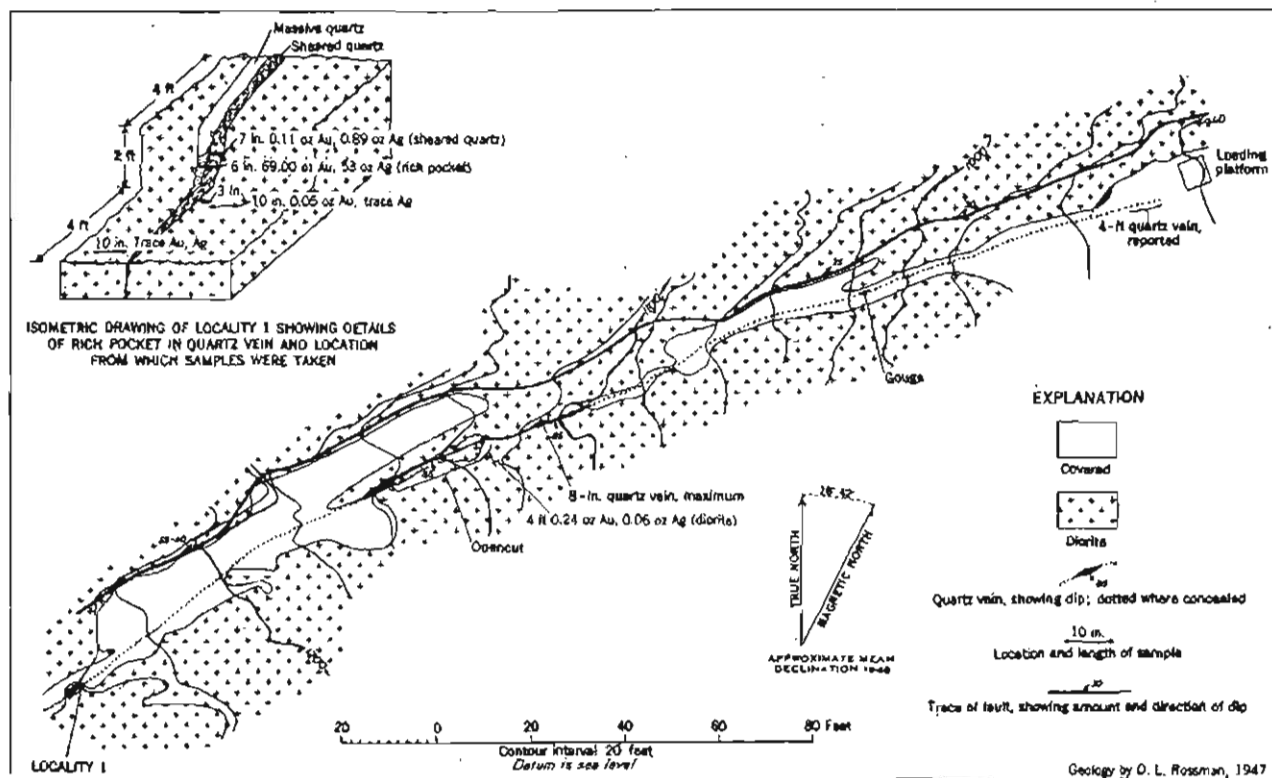 Massive quartz
Sheared quartz
4 ft
2 ft
7 in. 0.11 oz Au, 0.89 oz Ag (sheared quartz)
6 in. 69.00 oz Au, 53 oz Ag (rich pocket)
3 in.
10 in. 0.05 oz Au, trace Ag
4 ft
10 in. Trace Au, Ag
ISOMETRIC DRAWING OF LOCALITY 1 SHOWING DETAILS
OF RICH POCKET IN QUARTZ VEIN AND LOCATION
FROM WHICH SAMPLES WERE TAKEN
Loading
platform
4-ft quartz vein,
reported
Gouge
8-in. quartz vein, maximum
4 ft 0.24 oz Au, 0.06 oz Ag (diorite)
Opencut
LOCALITY 1
TRUE NORTH
MAGNETIC NORTH
APPROXIMATE MEAN
DECLINATION
EXPLANATION
Covered
Diorite
Quartz vein, showing dip; dotted where concealed
10 in.
Location and length of sample
Trace of fault, showing amount and direction of dip
20 0 20 40 60 80 Feet
Contour interval 20 feet
Datum is sea level
Geology by D. L. Rossman, 1947